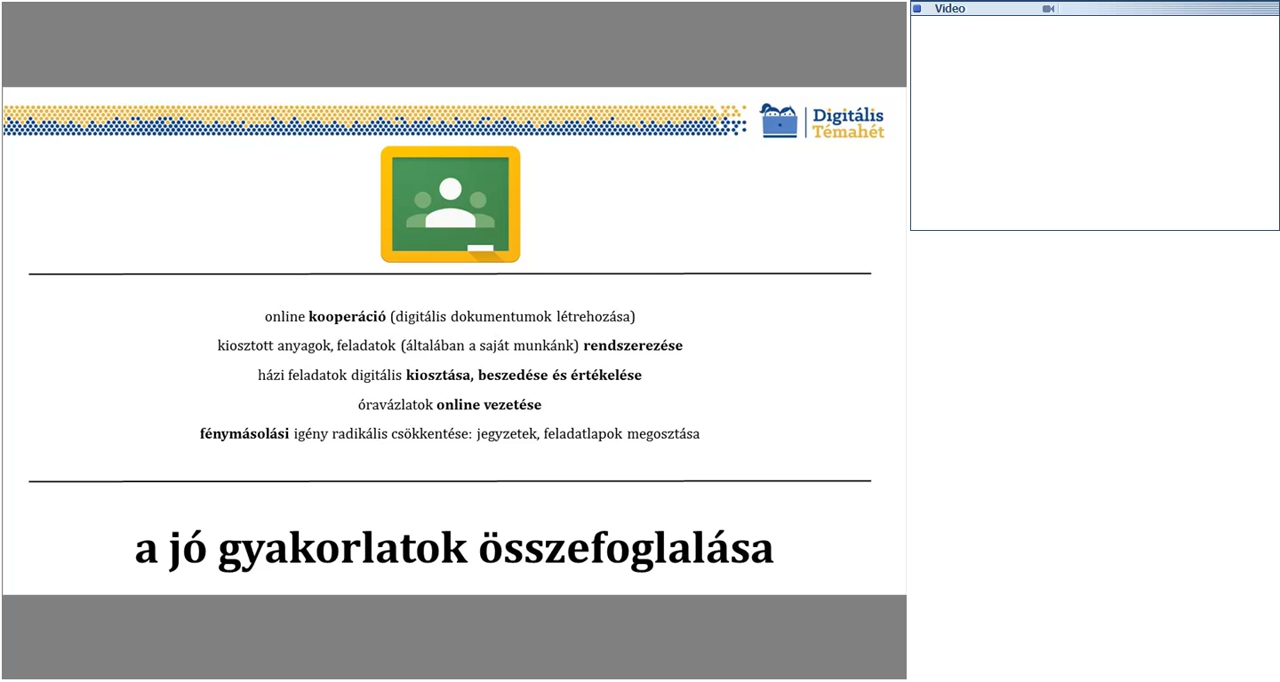 Video
Digitális
Témahét
online kooperáció (digitális dokumentumok létrehozása)
kiosztott anyagok, feladatok (általában a saját munkánk) rendszerezése
házi feladatok digitális kiosztása, beszedése és értékelése
óravázlatok online vezetése
fénymásolási igény radikális csökkentése: jegyzetek, feladatlapok megosztása
a jó gyakorlatok összefoglalása